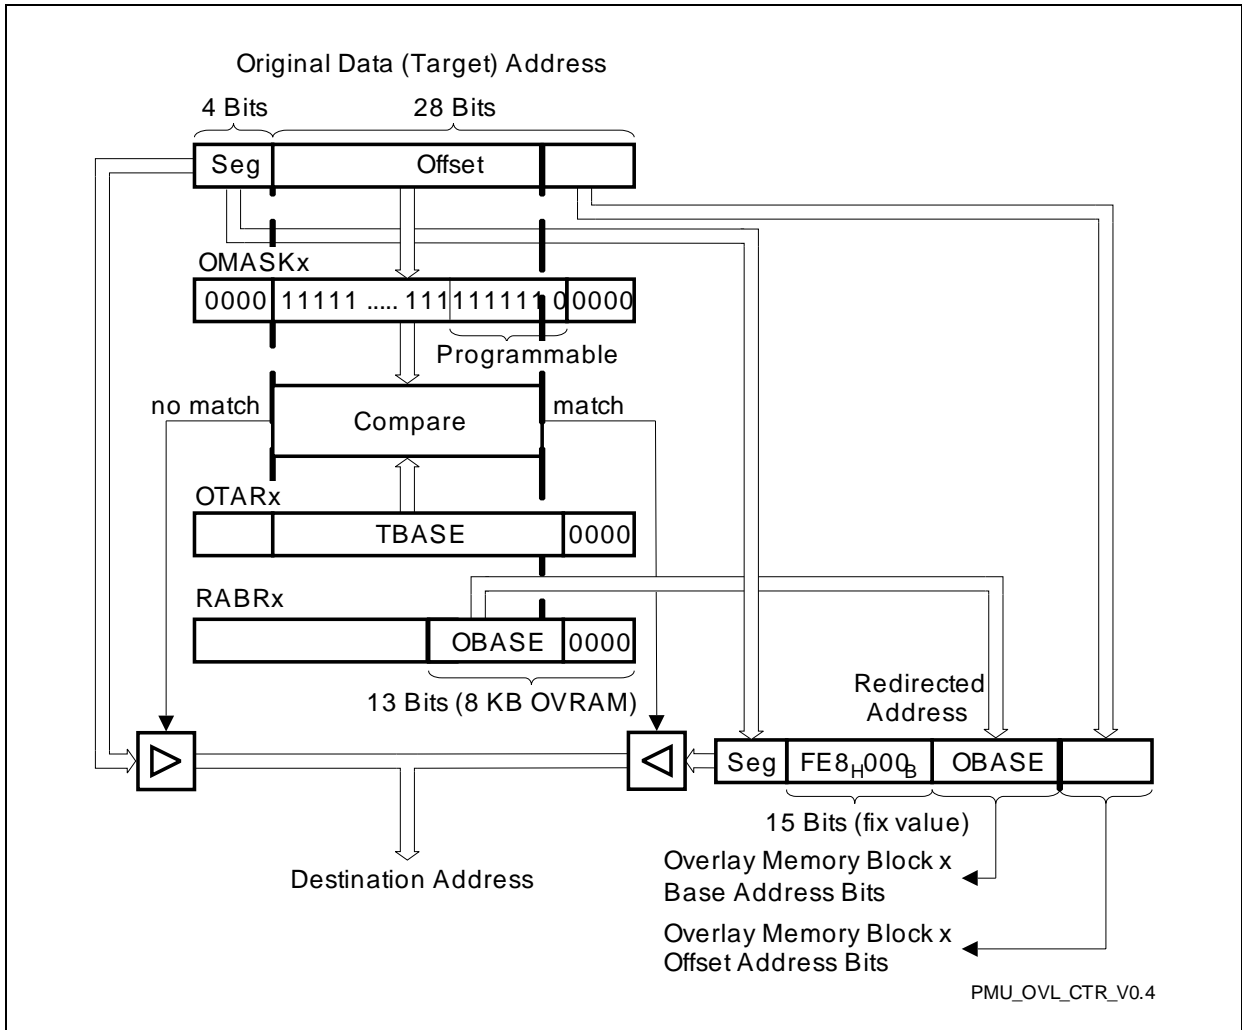 Original Data (Target) Address
4 Bits 28 Bits
Seg Offset
OMASKx
0000 11111 ..... 111 111111 0 0000
Programmable
no match Compare match
OTARx
TBASE 0000
RABRx
OBASE 0000
13 Bits (8 KB OVRAM)
Redirected
Address
Seg FE8H000B OBASE
15 Bits (fix value)
Destination Address
Overlay Memory Block x
Base Address Bits
Overlay Memory Block x
Offset Address Bits
PMU_OVL_CTR_V0.4